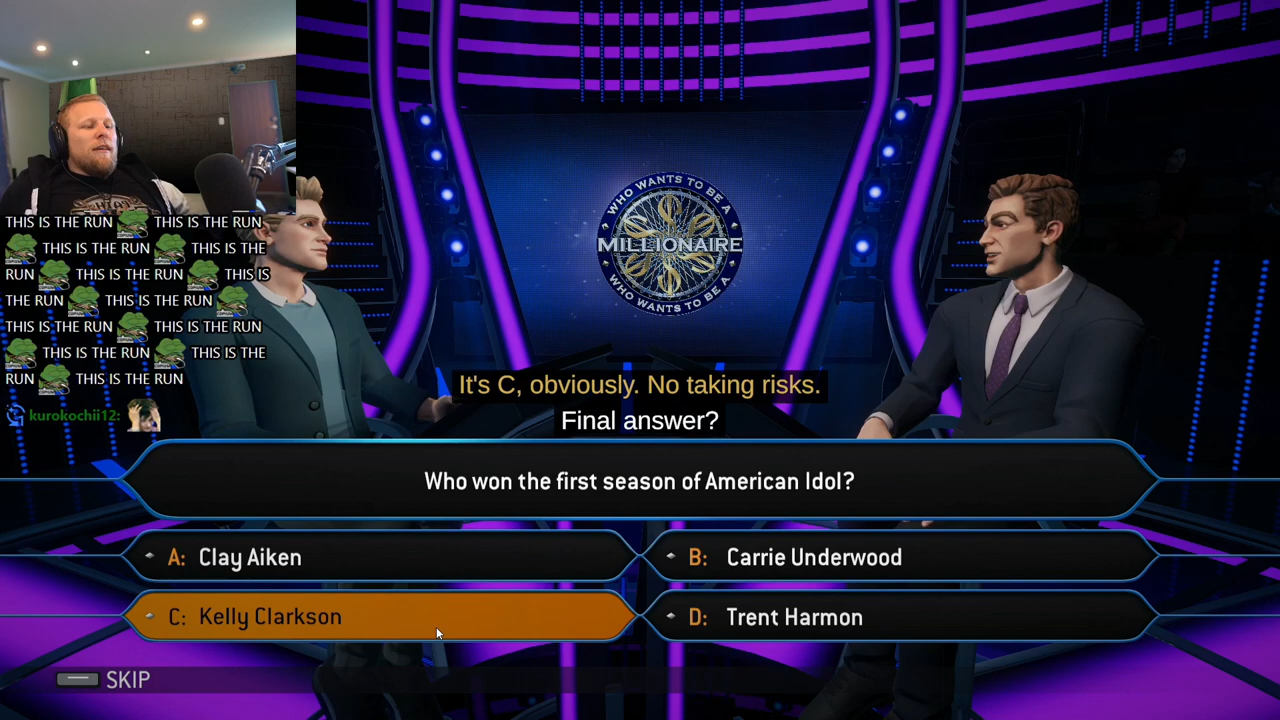 WHO WANTS TO BE A
MILLIONAIRE
WHO WANTS TO BE A
THIS IS THE RUN THIS IS THE RUN
THIS IS THE RUN THIS IS THE
RUN THIS IS THE RUN THIS IS
THE RUN THIS IS THE RUN
THIS IS THE RUN THIS IS THE RUN
THIS IS THE RUN THIS IS THE
RUN THIS IS THE RUN
kurokochii12:
It's C, obviously. No taking risks.
Final answer?
Who won the first season of American Idol?
A: Clay Aiken
B: Carrie Underwood
C: Kelly Clarkson
D: Trent Harmon
SKIP